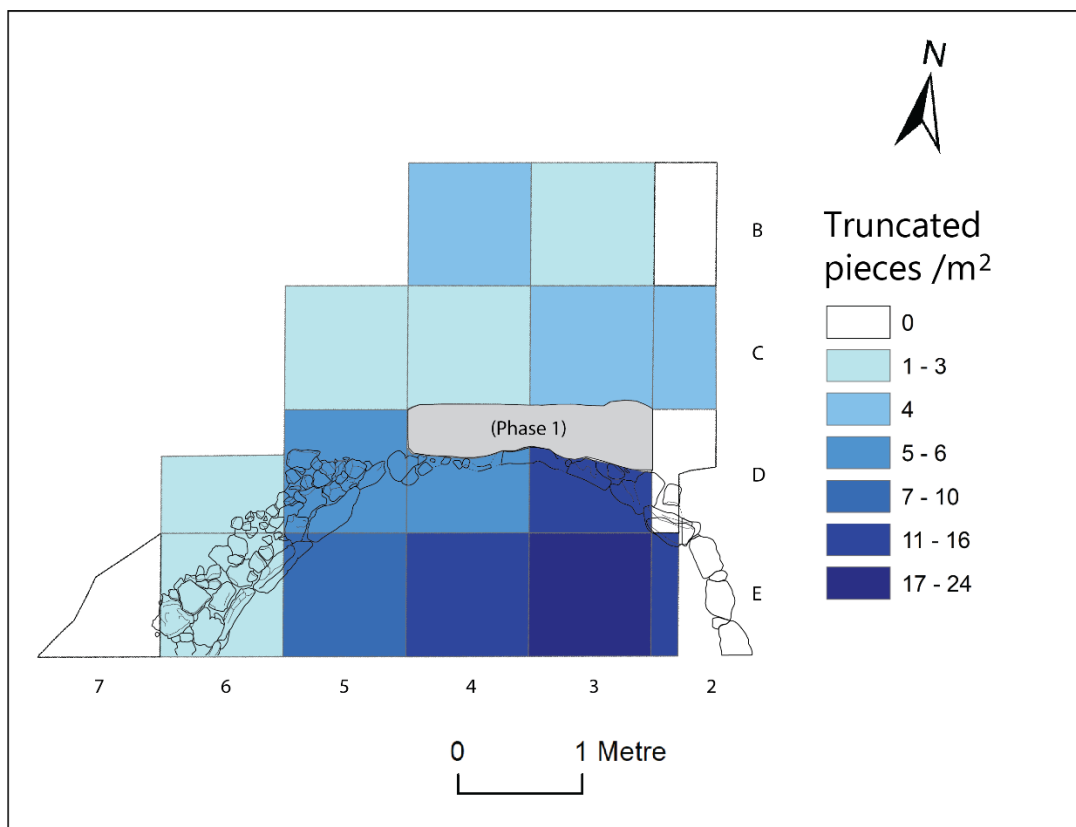 N
B
Truncated
pieces /m²
0
1 - 3
C
4
(Phase 1)
5 - 6
D
7 - 10
11 - 16
E
17 - 24
7 6 5 4 3 2
0 1 Metre